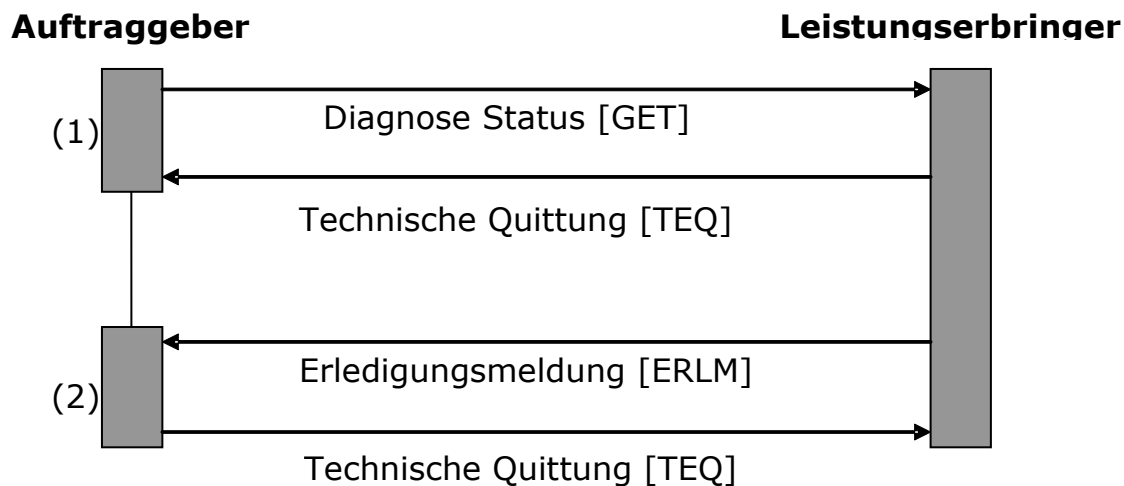 Auftraggeber
Leistungserbringer
(1)
Diagnose Status [GET]
Technische Quittung [TEQ]
(2)
Erledigungsmeldung [ERLM]
Technische Quittung [TEQ]